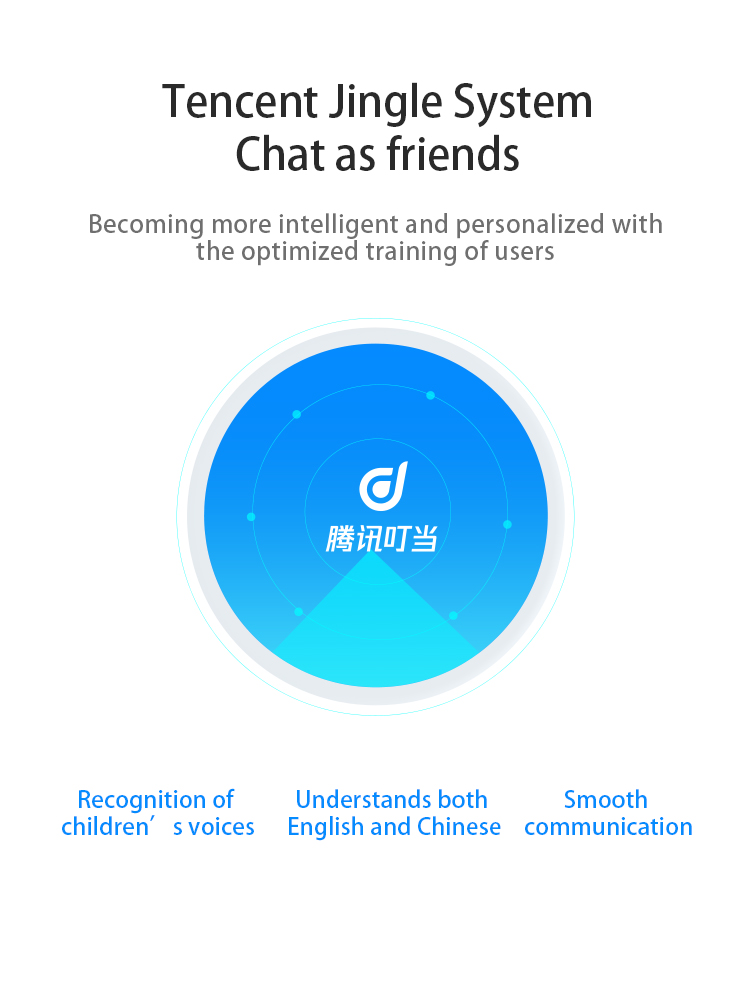 Tencent Jingle System
Chat as friends
Becoming more intelligent and personalized with
the optimized training of users
腾讯叮当
Recognition of
children′ s voices
Understands both
English and Chinese
Smooth
communication